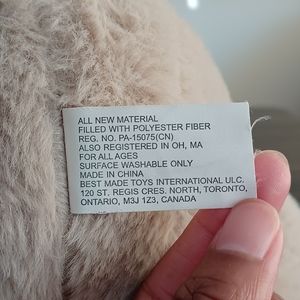 ALL NEW MATERIAL
FILLED WITH POLYESTER FIBER
REG. NO. PA-15075(CN)
ALSO REGISTERED IN OH, MA
FOR ALL AGES
SURFACE WASHABLE ONLY
MADE IN CHINA
BEST MADE TOYS INTERNATIONAL ULC.
120 ST. REGIS CRES. NORTH, TORONTO,
ONTARIO, M3J 1Z3, CANADA